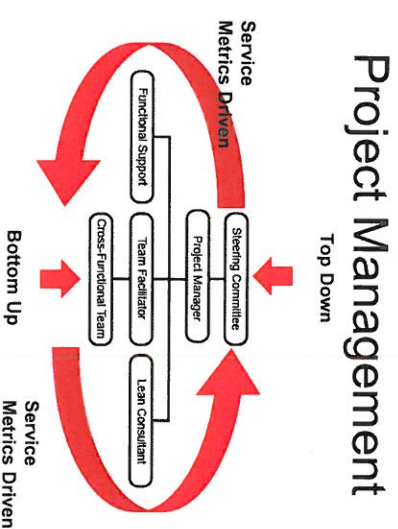 Project Management
Top Down
Service
Metrics Driven
Steering Committee
Project Manager
Functional Support
Team Facilitator
Lean Consultant
Cross-Functional Team
Bottom Up
Service
Metrics Driven